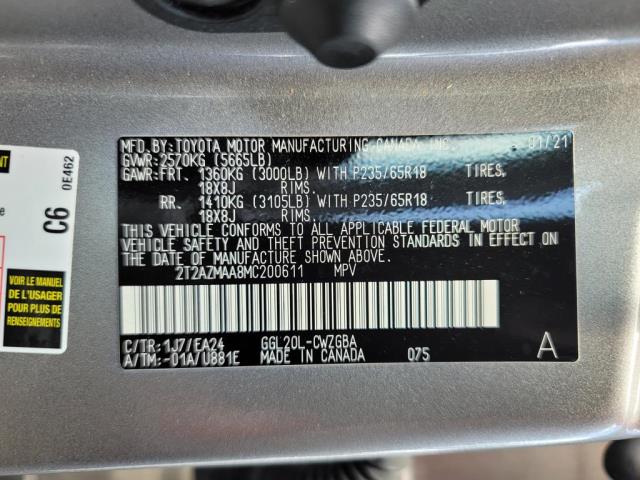 MFD.BY:TOYOTA MOTOR MANUFACTURING CANADA INC. 01/21
GVWR:2570KG (5665LB)
GAWR:FRT. 1360KG (3000LB) WITH P235/65R18 TIRES,
18X8J RIMS.
RR. 1410KG (3105LB) WITH P235/65R18 TIRES,
18X8J RIMS.
THIS VEHICLE CONFORMS TO ALL APPLICABLE FEDERAL MOTOR
VEHICLE SAFETY AND THEFT PREVENTION STANDARDS IN EFFECT ON
THE DATE OF MANUFACTURE SHOWN ABOVE.
2T2AZMAA8MC200611 MPV
C/TR:1J7/EA24 GGL20L-CWZGBA
A/TM:-01A/U881E MADE IN CANADA 075 A
C6 0E462
LE MANUEL
DE L'USAGER
POUR PLUS DE
RENSEIGNEMENTS